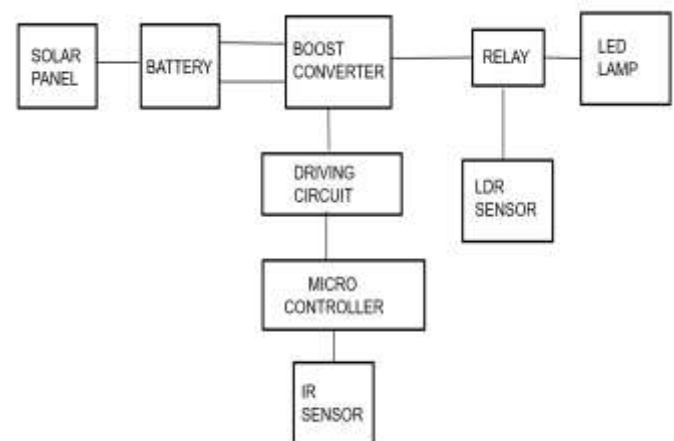 SOLAR
PANEL
BATTERY
BOOST
CONVERTER
RELAY
LED
LAMP
DRIVING
CIRCUIT
LDR
SENSOR
MICRO
CONTROLLER
IR
SENSOR